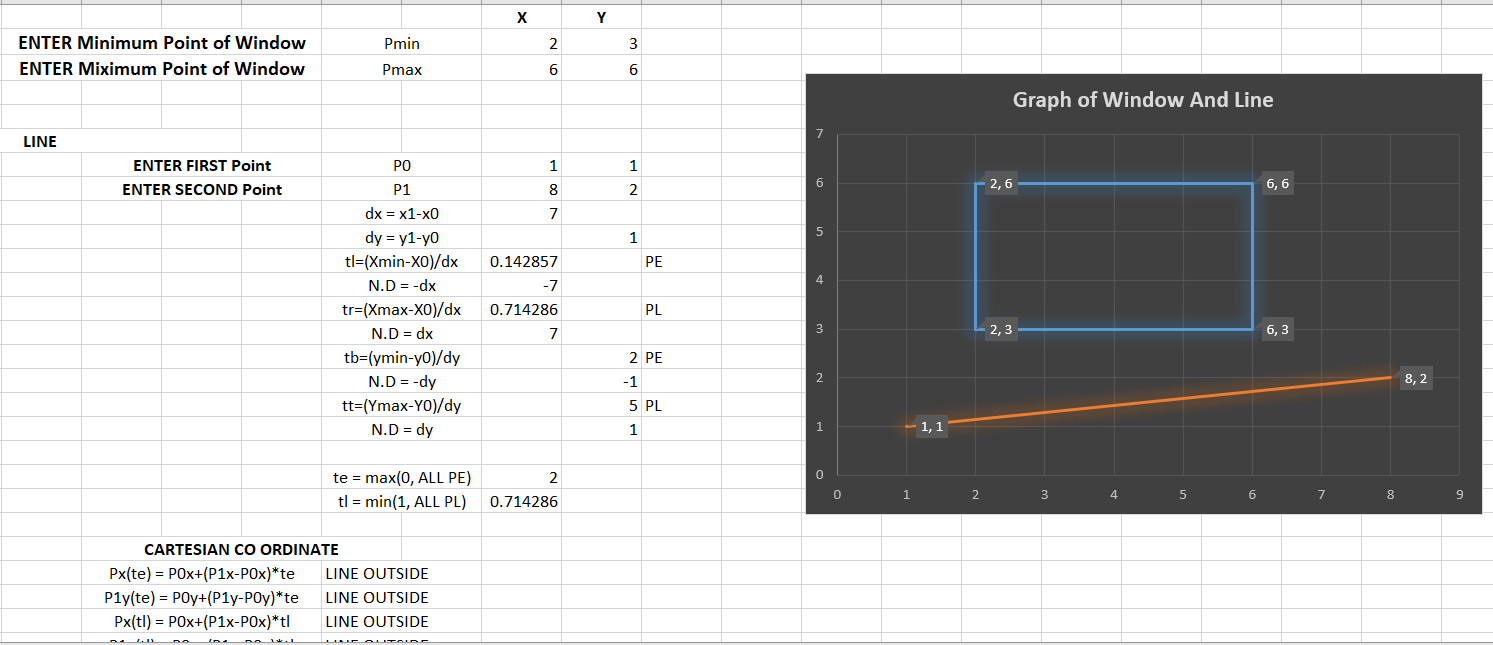 X Y
ENTER Minimum Point of Window Pmin 2 3
ENTER Miximum Point of Window Pmax 6 6
LINE
ENTER FIRST Point P0 1 1
ENTER SECOND Point P1 8 2
dx = x1-x0 7
dy = y1-y0 1
tl=(Xmin-X0)/dx 0.142857 PE
N.D = -dx -7
tr=(Xmax-X0)/dx 0.714286 PL
N.D = dx 7
tb=(ymin-y0)/dy 2 PE
N.D = -dy -1
tt=(Ymax-Y0)/dy 5 PL
N.D = dy 1
te = max(0, ALL PE) 2
tl = min(1, ALL PL) 0.714286
CARTESIAN CO ORDINATE
Px(te) = P0x+(P1x-P0x)*te LINE OUTSIDE
P1y(te) = P0y+(P1y-P0y)*te LINE OUTSIDE
Px(tl) = P0x+(P1x-P0x)*tl LINE OUTSIDE
Graph of Window And Line
7
6 2, 6 6, 6
5
4
3 2, 3 6, 3
2 8, 2
1 1, 1
0
0 1 2 3 4 5 6 7 8 9